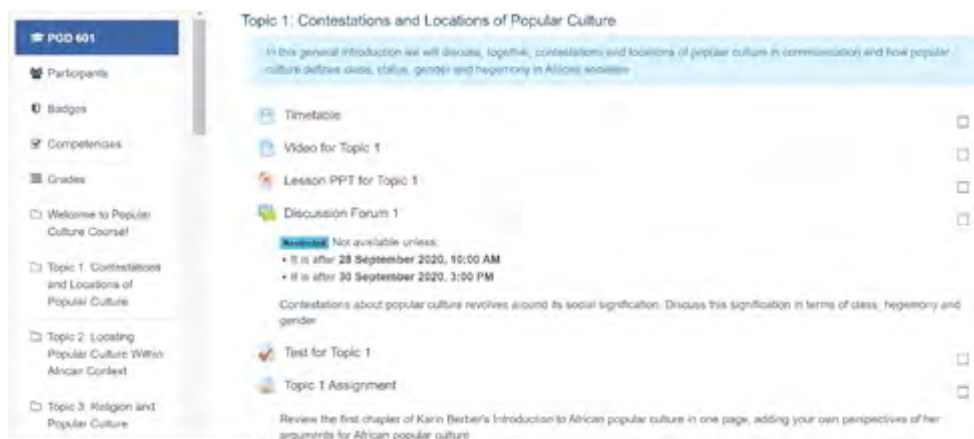 PGD 601
Participants
Badges
Competencies
Grades
Welcome to Popular
Culture Course!
Topic 1. Contestations
and Locations of
Popular Culture
Topic 2. Locating
Popular Culture Within
African Context
Topic 3. Religion and
Popular Culture
Topic 1. Contestations and Locations of Popular Culture
In this general introduction we will discuss, together, contestations and locations of popular culture in communication and how popular
culture defines class, status, gender and hegemony in African societies
Timetable
Video for Topic 1
Lesson PPT for Topic 1
Discussion Forum 1
Restricted Not available unless:
• It is after 28 September 2020, 10:00 AM
• It is after 30 September 2020, 3:00 PM
Contestations about popular culture revolves around its social signification. Discuss this signification in terms of class, hegemony and
gender
Test for Topic 1
Topic 1 Assignment
Review the first chapter of Karin Berber's Introduction to African popular culture in one page, adding your own perspectives of her
arguments for African popular culture